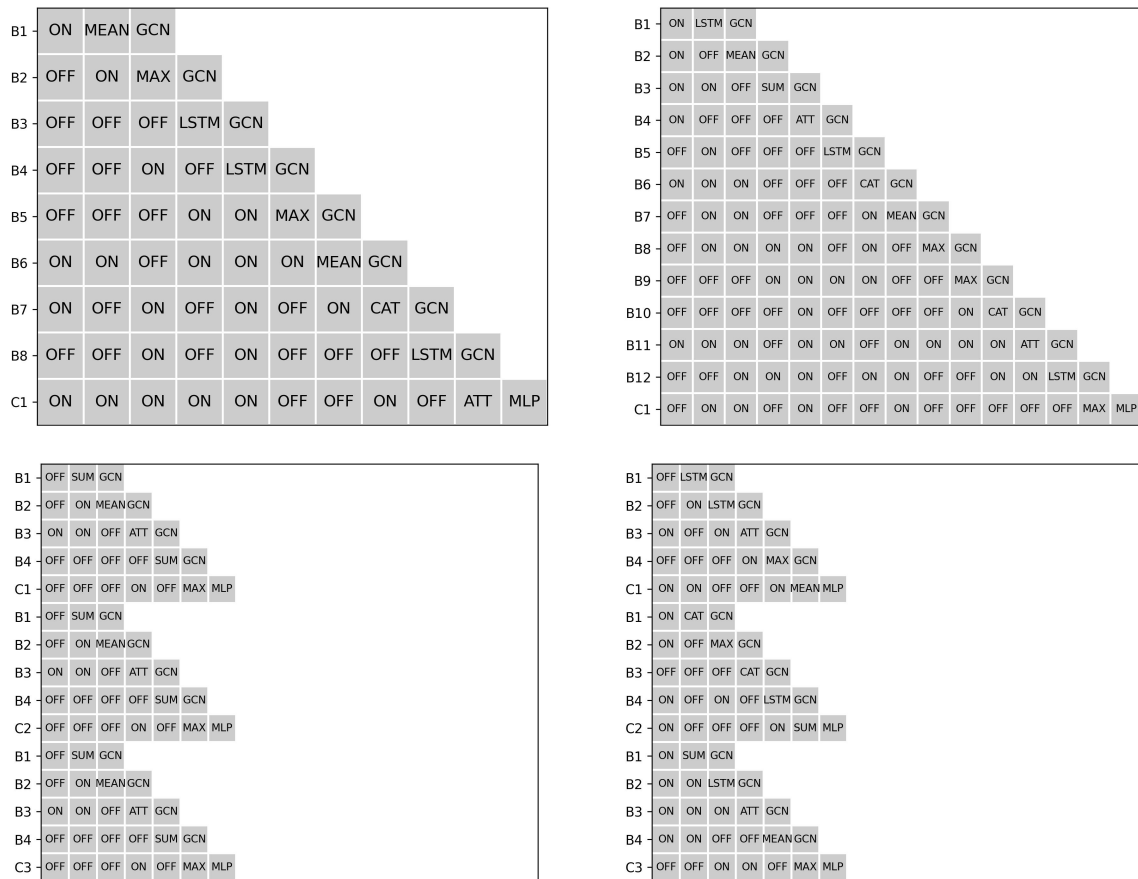 B1 ON MEAN GCN
B2 OFF ON MAX GCN
B3 OFF OFF OFF LSTM GCN
B4 OFF OFF ON OFF LSTM GCN
B5 OFF OFF OFF ON ON MAX GCN
B6 ON ON OFF ON ON ON MEAN GCN
B7 ON OFF ON OFF ON OFF ON CAT GCN
B8 OFF OFF ON OFF ON OFF OFF OFF LSTM GCN
C1 ON ON ON ON ON OFF OFF ON OFF ATT MLP
B1 ON LSTM GCN
B2 ON OFF MEAN GCN
B3 ON ON OFF SUM GCN
B4 ON OFF OFF OFF ATT GCN
B5 OFF ON OFF OFF OFF LSTM GCN
B6 ON ON ON OFF OFF OFF CAT GCN
B7 OFF ON ON OFF OFF OFF ON MEAN GCN
B8 OFF ON ON ON ON OFF ON OFF MAX GCN
B9 OFF OFF OFF ON ON ON ON OFF OFF MAX GCN
B10 OFF OFF OFF OFF OFF OFF OFF OFF OFF ON CAT GCN
B11 ON ON ON OFF ON ON OFF ON ON ON ON ATT GCN
B12 OFF OFF ON ON ON ON ON ON OFF OFF ON ON LSTM GCN
C1 OFF ON ON OFF ON OFF ON OFF OFF OFF OFF OFF OFF MAX MLP
B1 OFF SUM GCN
B2 OFF ON MEAN GCN
B3 ON ON OFF ATT GCN
B4 OFF OFF OFF OFF SUM GCN
C1 OFF OFF OFF ON OFF MAX MLP
B1 OFF SUM GCN
B2 OFF ON MEAN GCN
B3 ON ON OFF ATT GCN
B4 OFF OFF OFF OFF SUM GCN
C2 OFF OFF OFF ON OFF MAX MLP
B1 OFF SUM GCN
B2 OFF ON MEAN GCN
B3 ON ON OFF ATT GCN
B4 OFF OFF OFF OFF SUM GCN
C3 OFF OFF OFF ON OFF MAX MLP
B1 OFF LSTM GCN
B2 OFF ON LSTM GCN
B3 ON OFF ON ATT GCN
B4 OFF OFF OFF ON MAX GCN
C1 ON ON OFF OFF ON MEAN MLP
B1 ON CAT GCN
B2 ON OFF MAX GCN
B3 OFF OFF OFF CAT GCN
B4 ON OFF ON OFF LSTM GCN
C2 ON OFF OFF OFF ON SUM MLP
B1 ON SUM GCN
B2 ON ON LSTM GCN
B3 ON ON ON ATT GCN
B4 ON ON OFF OFF MEAN GCN
C3 OFF OFF ON ON OFF MAX MLP